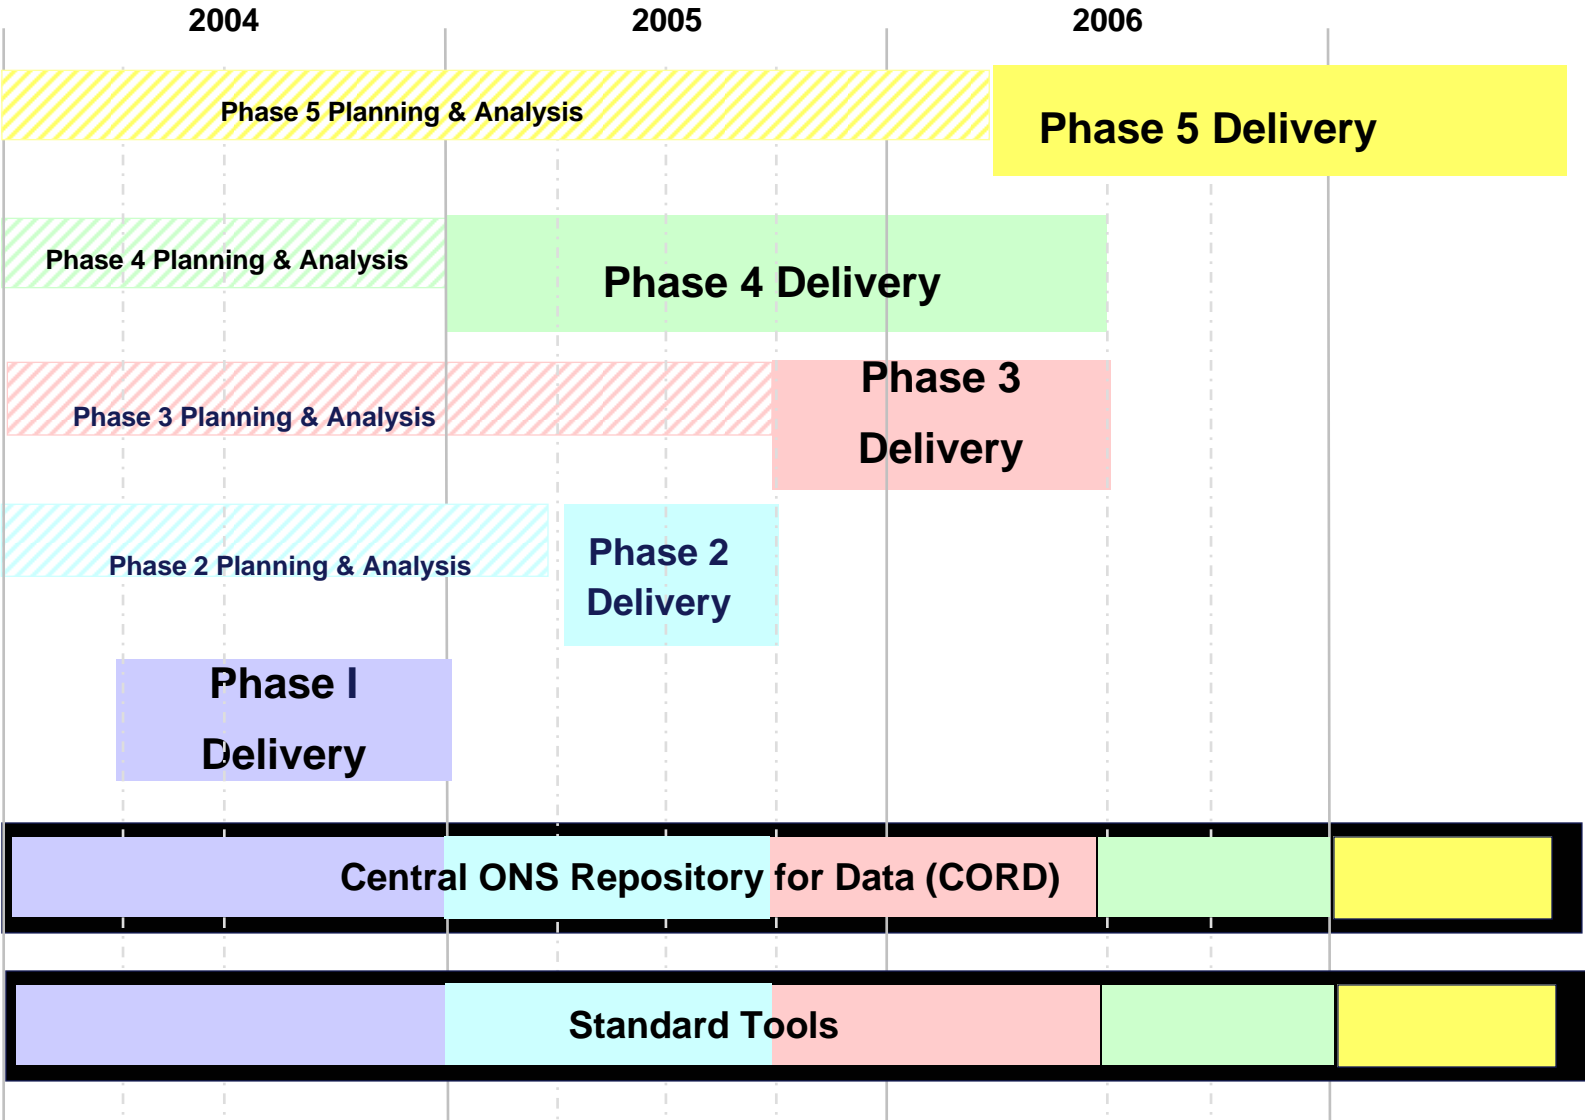 2004 2005 2006
Phase 5 Planning & Analysis
Phase 5 Delivery
Phase 4 Planning & Analysis
Phase 4 Delivery
Phase 3
Delivery
Phase 3 Planning & Analysis
Phase 2
Delivery
Phase 2 Planning & Analysis
Phase I
Delivery
Central ONS Repository for Data (CORD)
Standard Tools